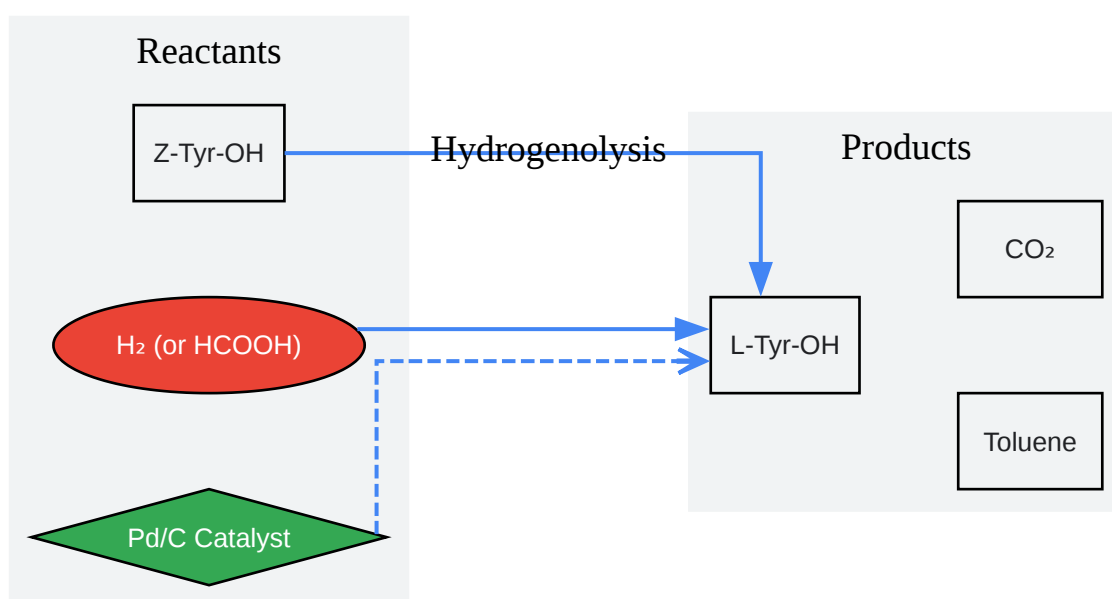 Reactants
Z-Tyr-OH
Hydrogenolysis
Products
CO₂
H₂ (or HCOOH)
L-Tyr-OH
Toluene
Pd/C Catalyst